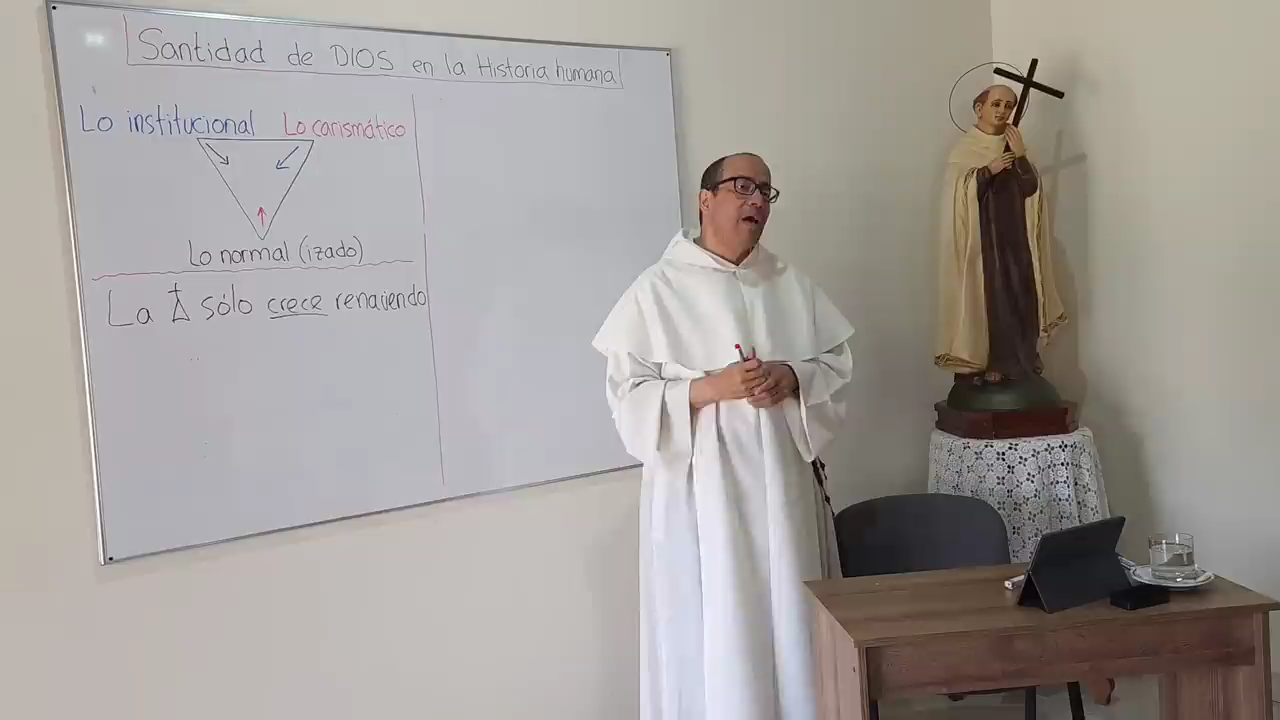 Santidad de DIOS en la Historia humana
Lo institucional Lo carismático
Lo normal (izado)
La sólo crece renaciendo